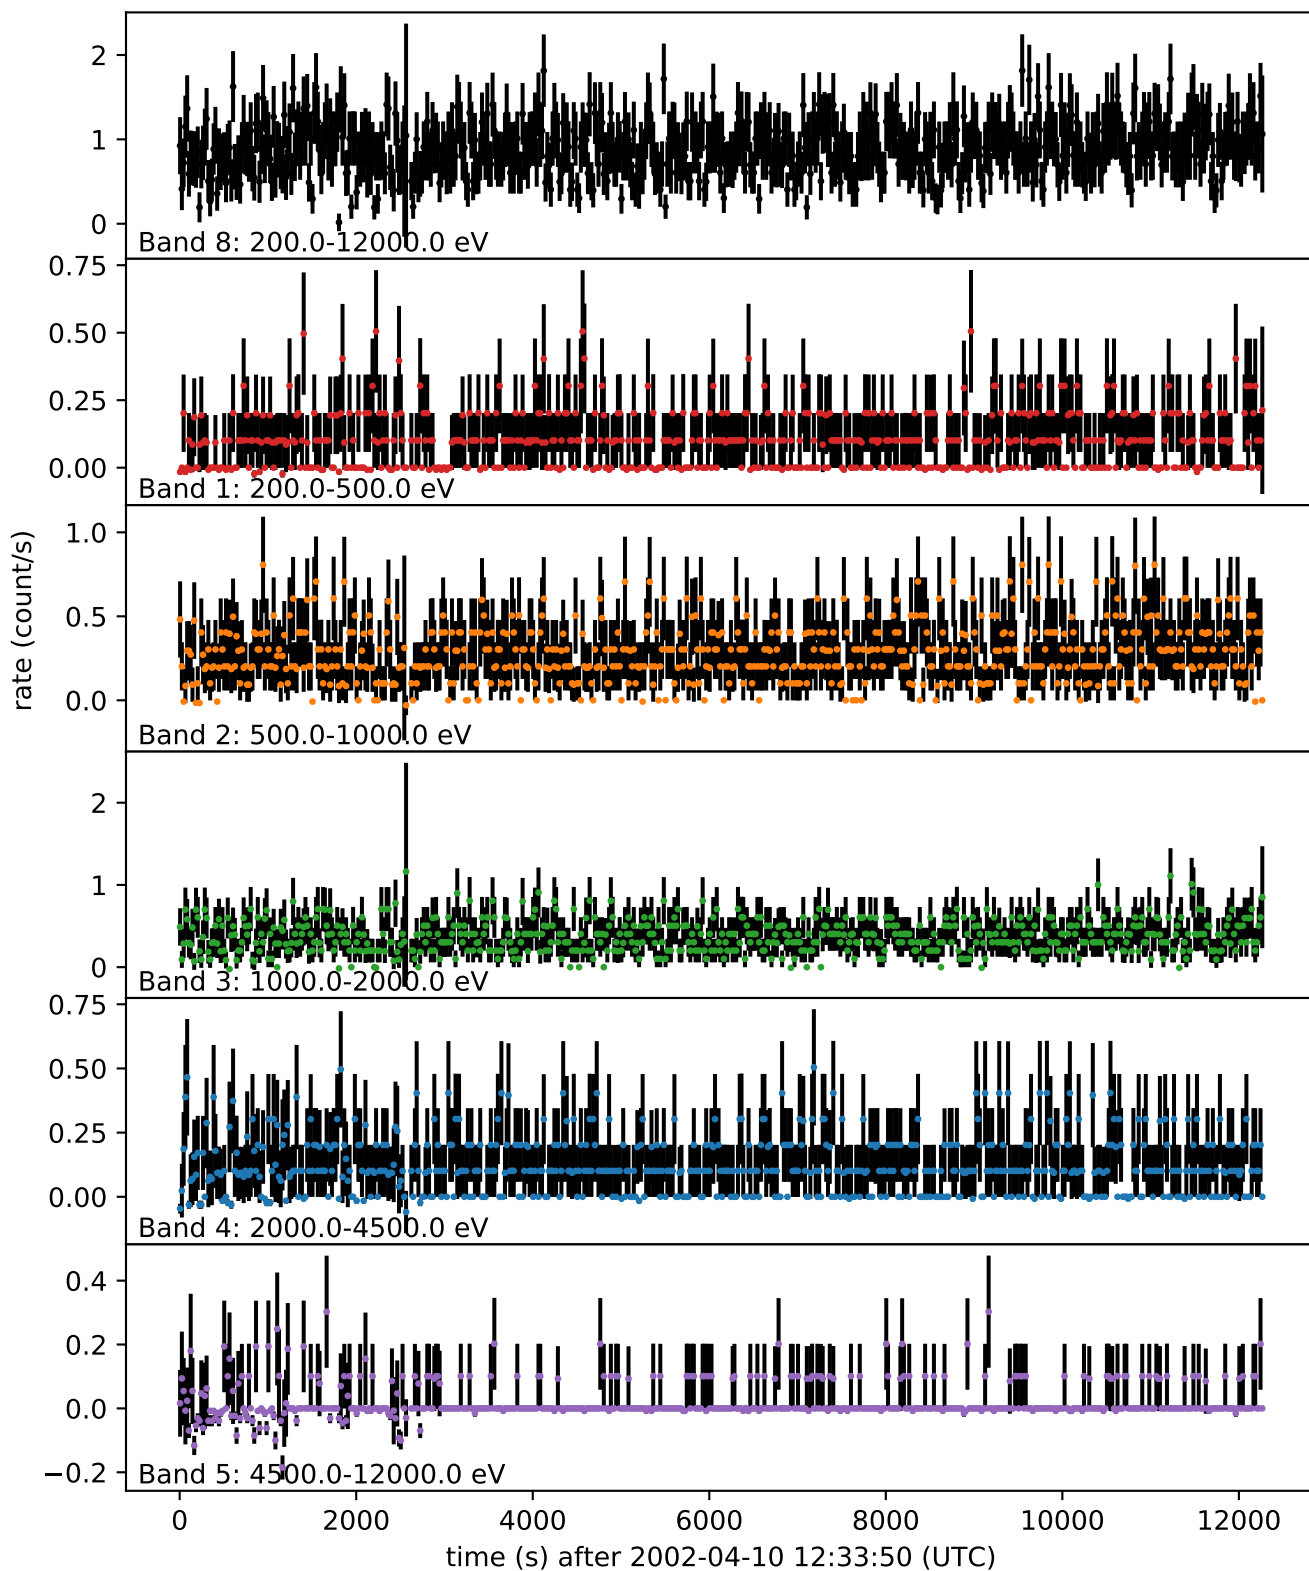 2
1
0
Band 8: 200.0-12000.0 eV
0.75
0.50
0.25
0.00
Band 1: 200.0-500.0 eV
1.0
0.5
0.0
Band 2: 500.0-1000.0 eV
rate (count/s)
2
1
0
Band 3: 1000.0-2000.0 eV
0.75
0.50
0.25
0.00
Band 4: 2000.0-4500.0 eV
0.4
0.2
0.0
−0.2
Band 5: 4500.0-12000.0 eV
0 2000 4000 6000 8000 10000 12000
time (s) after 2002-04-10 12:33:50 (UTC)